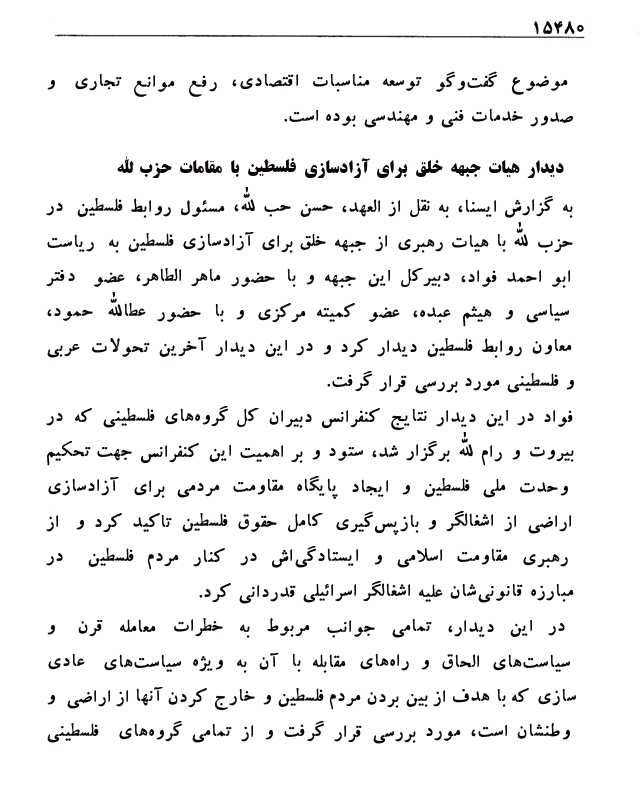 ۱۵۴۸۰
موضوع گفت‌وگو توسعه مناسبات اقتصادی، رفع موانع تجاری و
صدور خدمات فنی و مهندسی بوده است.
دیدار هیات جبهه خلق برای آزادسازی فلسطین با مقامات حزب لله
به گزارش ایسنا، به نقل از العهد، حسن حب لله، مسئول روابط فلسطین در
حزب لله با هیات رهبری از جبهه خلق برای آزادسازی فلسطین به ریاست
ابو احمد فواد، دبیرکل این جبهه و با حضور ماهر الطاهر، عضو دفتر
سیاسی و هیثم عبده، عضو کمیته مرکزی و با حضور عطالله حمود،
معاون روابط فلسطین دیدار کرد و در این دیدار آخرین تحولات عربی
و فلسطینی مورد بررسی قرار گرفت.
فواد در این دیدار نتایج کنفرانس دبیران کل گروه‌های فلسطینی که در
بیروت و رام لله برگزار شد، ستود و بر اهمیت این کنفرانس جهت تحکیم
وحدت ملی فلسطین و ایجاد پایگاه مقاومت مردمی برای آزادسازی
اراضی از اشغالگر و بازپس‌گیری کامل حقوق فلسطین تاکید کرد و از
رهبری مقاومت اسلامی و ایستادگی‌اش در کنار مردم فلسطین در
مبارزه قانونی‌شان علیه اشغالگر اسرائیلی قدردانی کرد.
در این دیدار، تمامی جوانب مربوط به خطرات معامله قرن و
سیاست‌های الحاق و راه‌های مقابله با آن به ویژه سیاست‌های عادی
سازی که با هدف از بین بردن مردم فلسطین و خارج کردن آنها از اراضی و
وطنشان است، مورد بررسی قرار گرفت و از تمامی گروه‌های فلسطینی